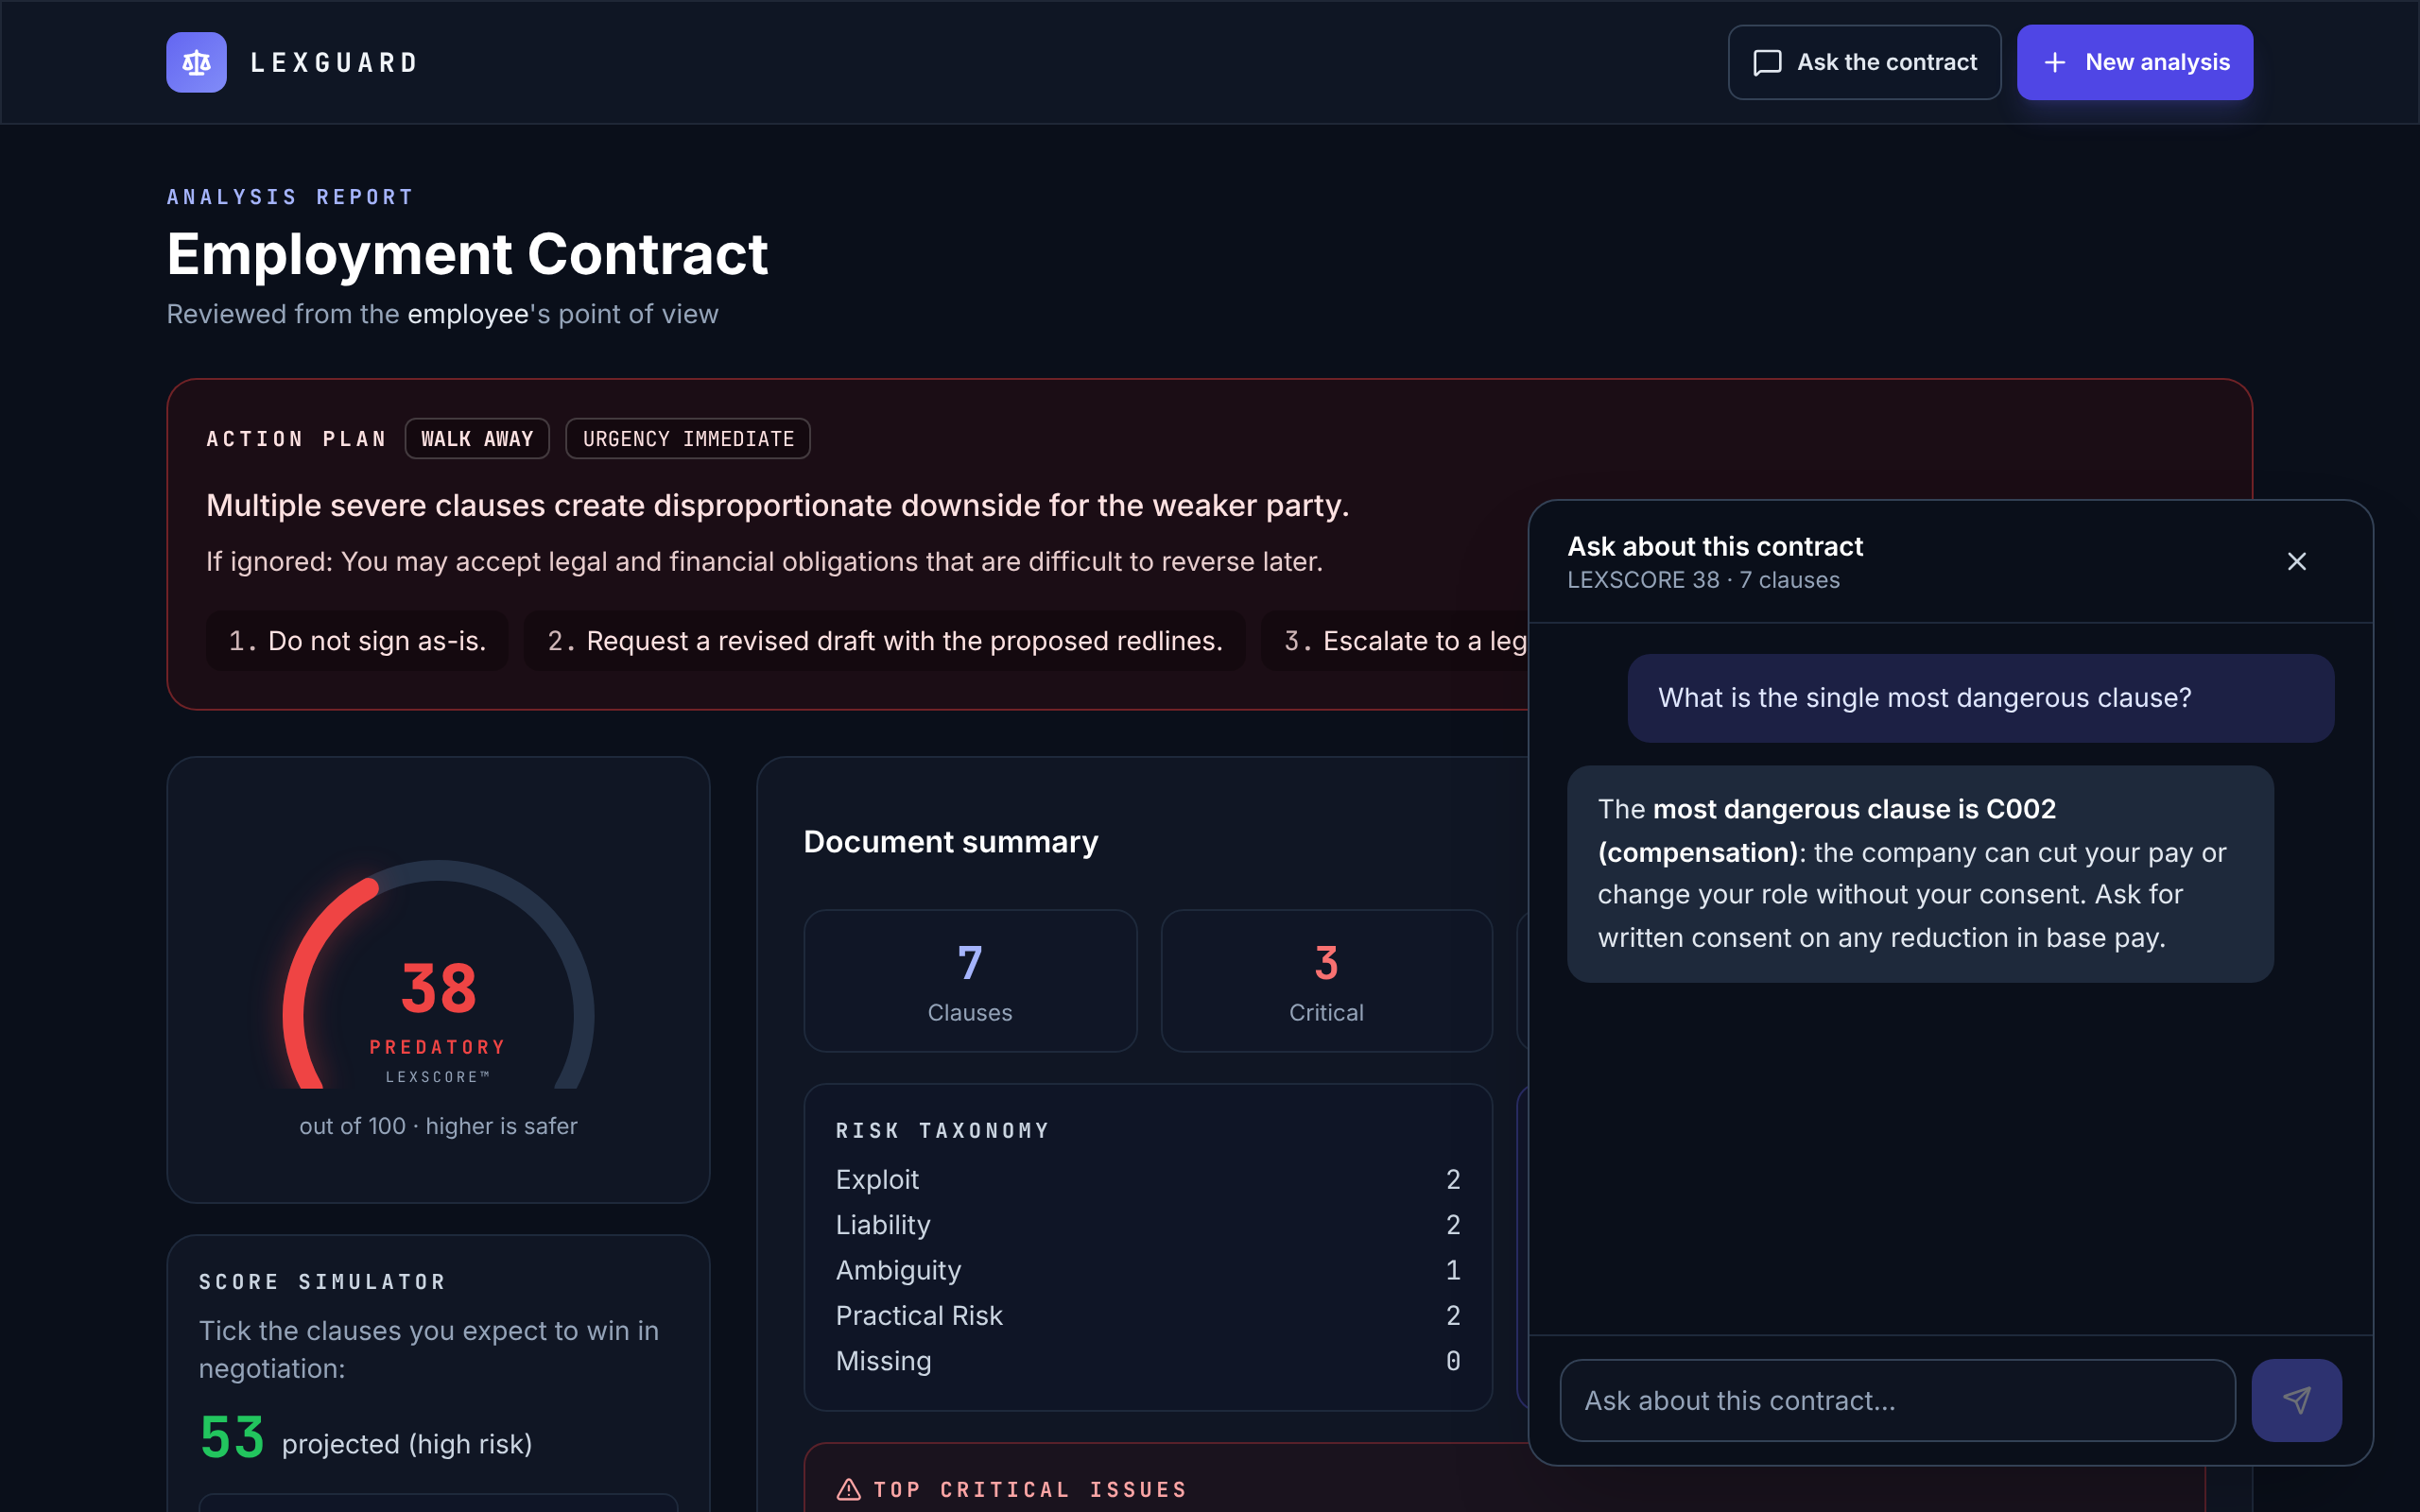 LEXGUARD
Ask the contract
New analysis
ANALYSIS REPORT
Employment Contract
Reviewed from the employee's point of view
ACTION PLAN WALK AWAY URGENCY IMMEDIATE
Multiple severe clauses create disproportionate downside for the weaker party.
If ignored: You may accept legal and financial obligations that are difficult to reverse later.
1. Do not sign as-is.
2. Request a revised draft with the proposed redlines.
3. Escalate to a leg
38
PREDATORY
LEXSCORE™
out of 100 · higher is safer
SCORE SIMULATOR
Tick the clauses you expect to win in
negotiation:
53 projected (high risk)
Document summary
7
Clauses
3
Critical
RISK TAXONOMY
Exploit 2
Liability 2
Ambiguity 1
Practical Risk 2
Missing 0
TOP CRITICAL ISSUES
Ask about this contract
LEXSCORE 38 · 7 clauses
What is the single most dangerous clause?
The most dangerous clause is C002
(compensation): the company can cut your pay or
change your role without your consent. Ask for
written consent on any reduction in base pay.
Ask about this contract...